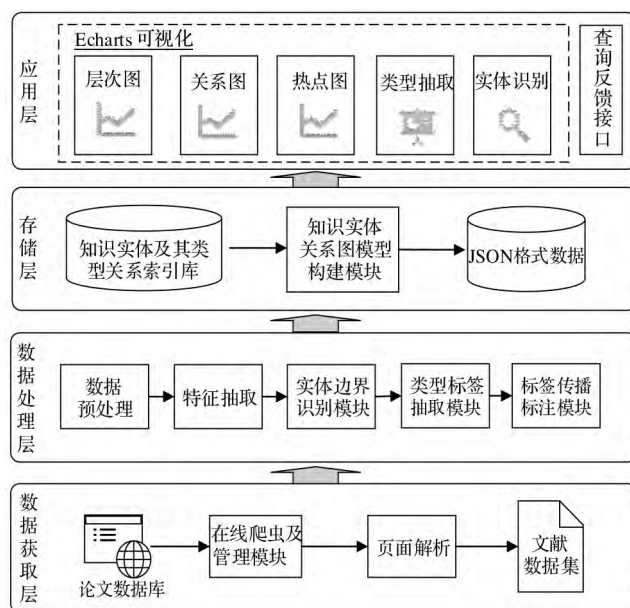 应用层
Echarts 可视化
层次图
关系图
热点图
类型抽取
实体识别
查询反馈接口
存储层
知识实体及其类
型关系索引库
知识实体
关系图模型
构建模块
JSON格式数据
数据处理层
数据
预处理
特征抽取
实体边界
识别模块
类型标签
抽取模块
标签传播
标注模块
数据获取层
论文数据库
在线爬虫及
管理模块
页面解析
文献
数据集